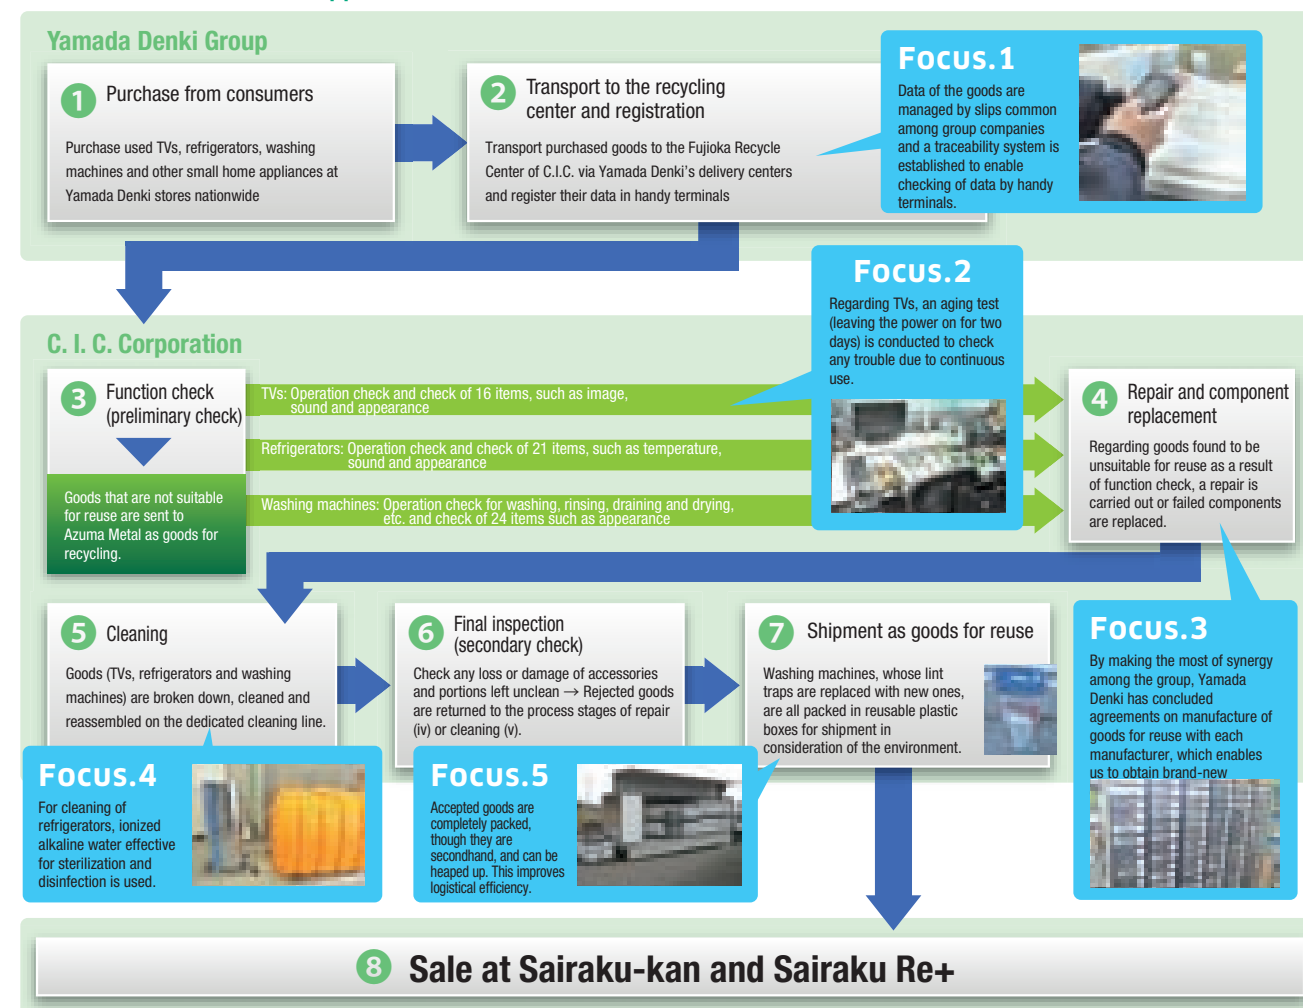 Yamada Denki Group
1 Purchase from consumers
Purchase used TVs, refrigerators, washing
machines and other small home appliances at
Yamada Denki stores nationwide
2 Transport to the recycling
center and registration
Transport purchased goods to the Fujioka Recycle
Center of C.I.C. via Yamada Denki's delivery centers
and register their data in handy terminals
Focus.1
Data of the goods are
managed by slips common
among group companies
and a traceability system is
established to enable
checking of data by handy
terminals.
Focus.2
Regarding TVs, an aging test
(leaving the power on for two
days) is conducted to check
any trouble due to continuous
use.
C. I. C. Corporation
3 Function check
(preliminary check)
Goods that are not suitable
for reuse are sent to
Azuma Metal as goods for
recycling.
TVs: Operation check and check of 16 items, such as image,
sound and appearance
Refrigerators: Operation check and check of 21 items, such as temperature,
sound and appearance
Washing machines: Operation check for washing, rinsing, draining and drying,
etc. and check of 24 items such as appearance
4 Repair and component
replacement
Regarding goods found to be
unsuitable for reuse as a result
of function check, a repair is
carried out or failed components
are replaced.
5 Cleaning
Goods (TVs, refrigerators and washing
machines) are broken down, cleaned and
reassembled on the dedicated cleaning line.
6 Final inspection
(secondary check)
Check any loss or damage of accessories
and portions left unclean → Rejected goods
are returned to the process stages of repair
(iv) or cleaning (v).
7 Shipment as goods for reuse
Washing machines, whose lint
traps are replaced with new ones,
are all packed in reusable plastic
boxes for shipment in
consideration of the environment.
Focus.3
By making the most of synergy
among the group, Yamada
Denki has concluded
agreements on manufacture of
goods for reuse with each
manufacturer, which enables
us to obtain brand-new
Focus.4
For cleaning of
refrigerators, ionized
alkaline water effective
for sterilization and
disinfection is used.
Focus.5
Accepted goods are
completely packed,
though they are
secondhand, and can be
heaped up. This improves
logistical efficiency.
8 Sale at Sairaku-kan and Sairaku Re+